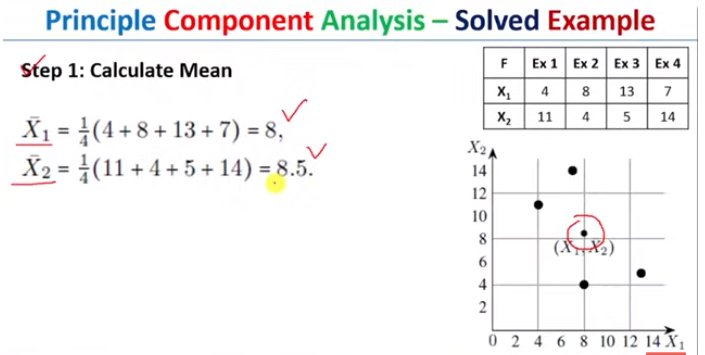 Principle Component Analysis – Solved Example
Step 1: Calculate Mean
X̄₁ = ¼(4 + 8 + 13 + 7) = 8,
X̄₂ = ¼(11 + 4 + 5 + 14) = 8.5.
F Ex 1 Ex 2 Ex 3 Ex 4
X₁ 4 8 13 7
X₂ 11 4 5 14
X₂
14
12
10
8
(X̄₁, X̄₂)
6
4
2
0 2 4 6 8 10 12 14 X₁